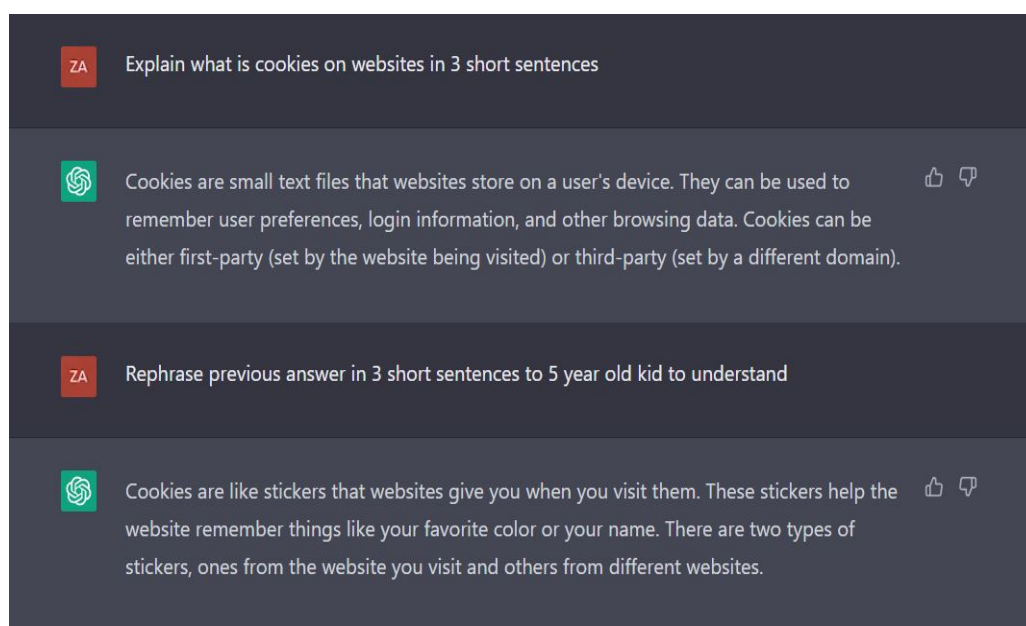 ZA
Explain what is cookies on websites in 3 short sentences
Cookies are small text files that websites store on a user's device. They can be used to
remember user preferences, login information, and other browsing data. Cookies can be
either first-party (set by the website being visited) or third-party (set by a different domain).
ZA
Rephrase previous answer in 3 short sentences to 5 year old kid to understand
Cookies are like stickers that websites give you when you visit them. These stickers help the
website remember things like your favorite color or your name. There are two types of
stickers, ones from the website you visit and others from different websites.